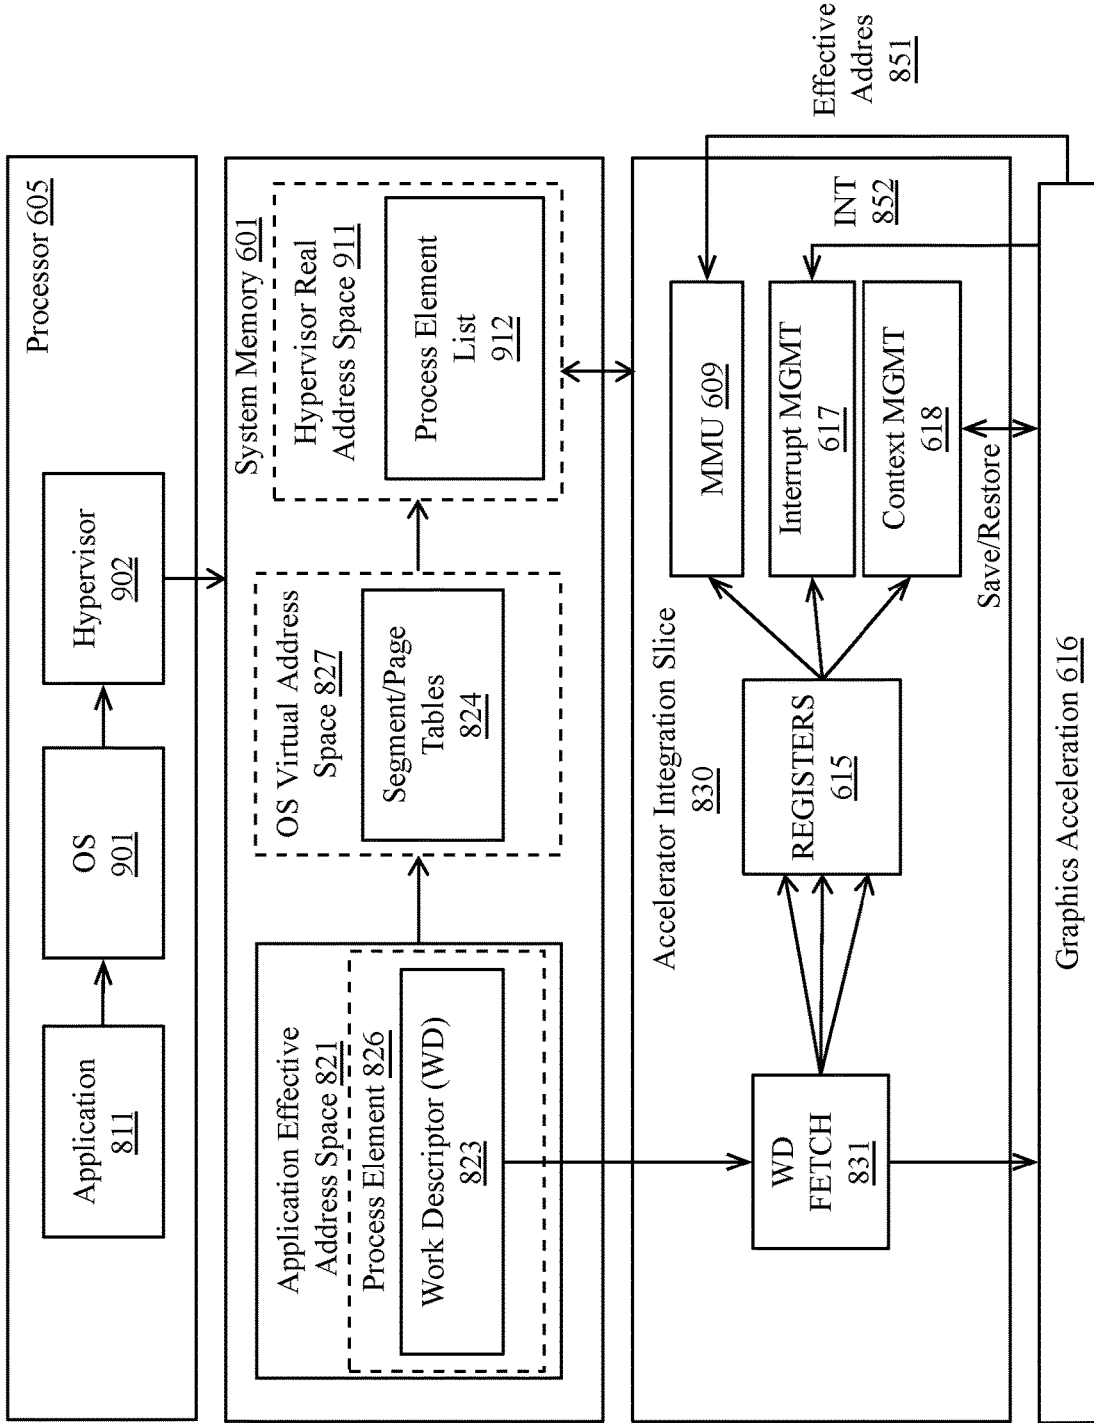 Processor 605
Application
811
OS
901
Hypervisor
902
System Memory 601
Application Effective
Address Space 821
Process Element 826
Work Descriptor (WD)
823
OS Virtual Address
Space 827
Segment/Page
Tables
824
Hypervisor Real
Address Space 911
Process Element
List
912
Accelerator Integration Slice
830
WD
FETCH
831
REGISTERS
615
MMU 609
Interrupt MGMT
617
Context MGMT
618
Save/Restore
INT
852
Effective
Addres
851
Graphics Acceleration 616